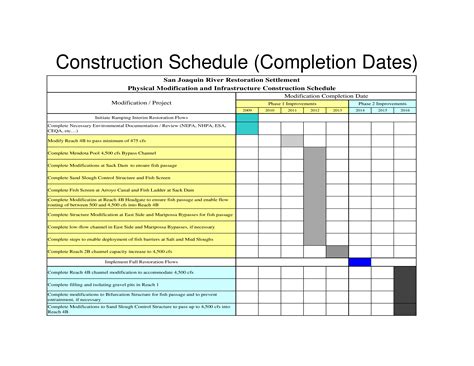 Construction Schedule (Completion Dates)
San Joaquin River Restoration Settlement
Physical Modification and Infrastructure Construction Schedule
Modification / Project
Modification Completion Date
Phase 1 Improvements
Phase 2 Improvements
2009 2010 2011 2012 2013 2014 2015 2016
Initiate Ramping Interim Restoration Flows
Complete Necessary Environmental Documentation / Review (NEPA, NHPA, ESA,
CEQA, etc...)
Modify Reach 4B to pass minimum of 475 cfs
Complete Mendota Pool 4,500 cfs Bypass Channel
Complete Modifications at Sack Dam to ensure fish passage
Complete Sand Slough Control Structure and Fish Screen
Complete Fish Screen at Arroyo Canal and Fish Ladder at Sack Dam
Complete Modification at Reach 4B Headgate to ensure fish passage and enable flow
routing of between 500 and 4,500 cfs into Reach 4B
Complete Structure Modification at East Side and Mariposa Bypasses for fish passage
Complete low-flow channel in East Side and Mariposa Bypasses, if necessary
Complete steps to enable deployment of fish barriers at Salt and Mud Sloughs
Complete Reach 2B channel capacity increase to 4,500 cfs
Implement Full Restoration Flows
Complete Reach 4B channel modification to accommodate 4,500 cfs
Complete filling and isolating gravel pits in Reach 1
Complete modifications to Bifurcation Structure for fish passage and to prevent
entrainment, if necessary
Complete Modifications to Sand Slough Control Structure to pass up to 4,500 cfs into
Reach 4B